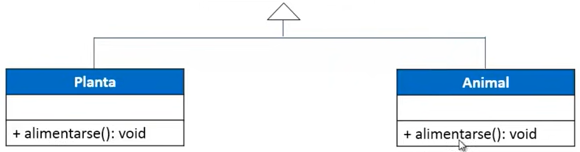 Planta
Animal
+ alimentarse(): void
+ alimentarse(): void